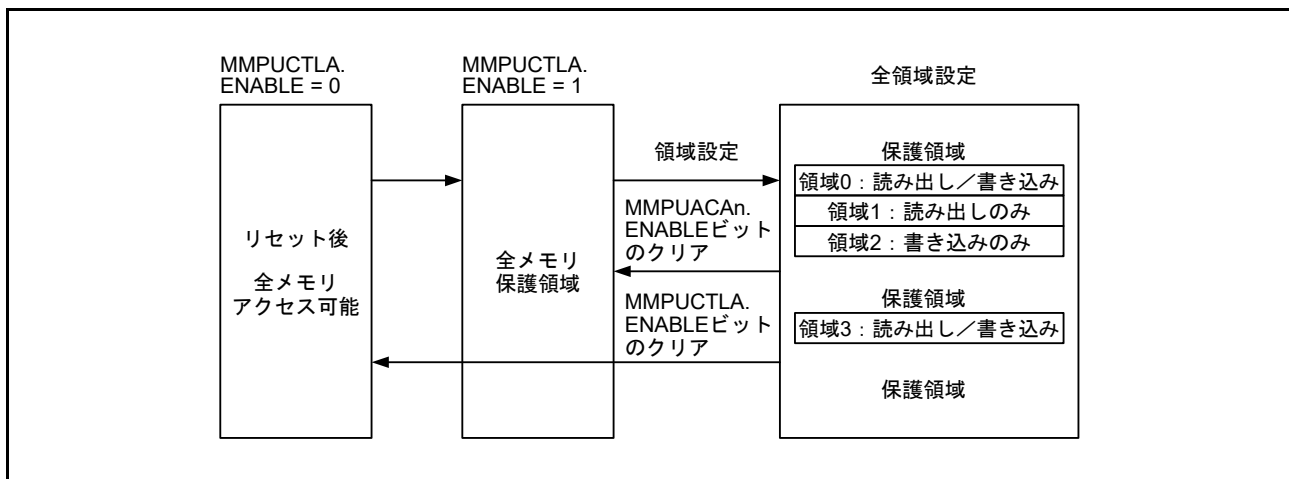 MMPUCTLA.
ENABLE = 0
MMPUCTLA.
ENABLE = 1
全領域設定
リセット後
全メモリ
アクセス可能
全メモリ
保護領域
領域設定
MMPUACAn.
ENABLEビット
のクリア
MMPUCTLA.
ENABLEビット
のクリア
保護領域
領域0：読み出し／書き込み
領域1：読み出しのみ
領域2：書き込みのみ
保護領域
領域3：読み出し／書き込み
保護領域